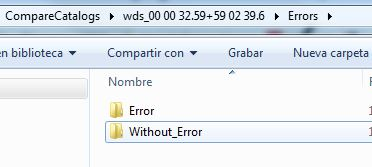 CompareCatalogs ▸ wds_00 00 32.59+59 02 39.6 ▸ Errors ▸
en biblioteca ▾ Compartir con ▾ Grabar Nueva carpeta
Error
Without_Error